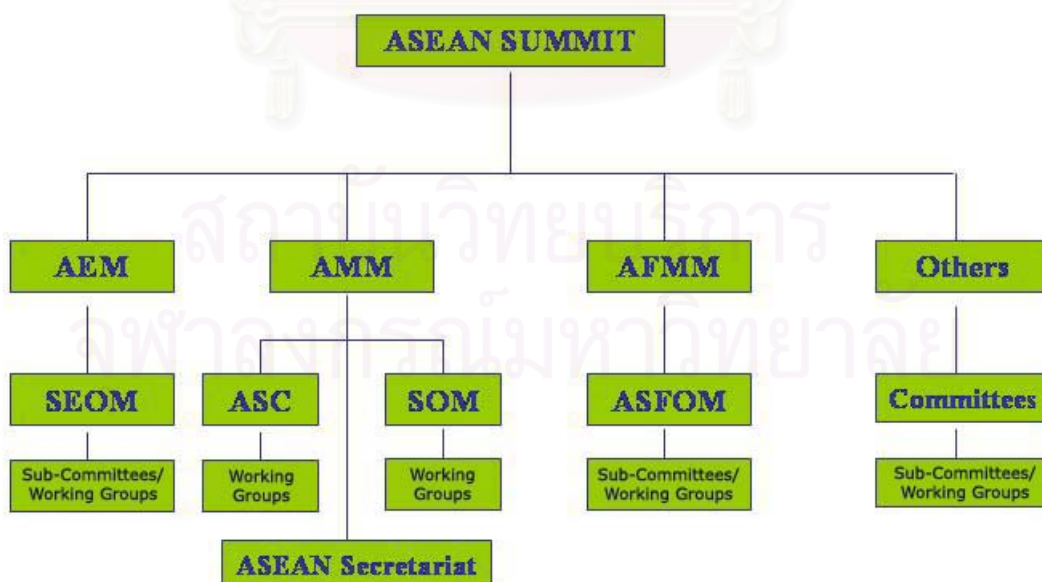 ASEAN SUMMIT
AEM
AMM
AFMM
Others
SEOM
ASC
SOM
ASFOM
Committees
Sub-Committees/
Working Groups
Working
Groups
Working
Groups
Sub-Committees/
Working Groups
Sub-Committees/
Working Groups
ASEAN Secretariat
สถาบันวิทยบริการ
จุฬาลงกรณ์มหาวิทยาลัย